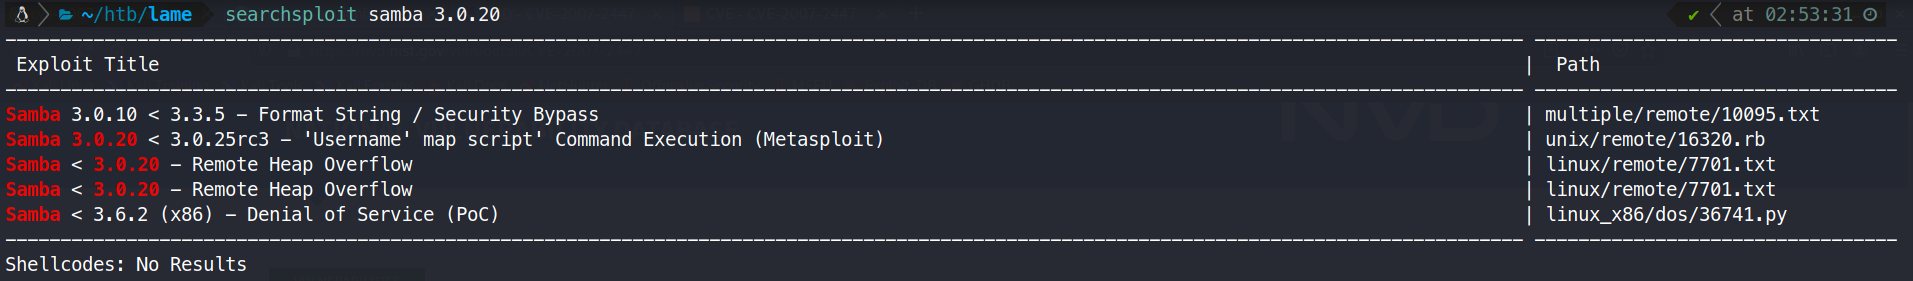 ~/htb/lame searchsploit samba 3.0.20 ✔ at 02:53:31
Exploit Title | Path
Samba 3.0.10 < 3.3.5 - Format String / Security Bypass | multiple/remote/10095.txt
Samba 3.0.20 < 3.0.25rc3 - 'Username' map script' Command Execution (Metasploit) | unix/remote/16320.rb
Samba < 3.0.20 - Remote Heap Overflow | linux/remote/7701.txt
Samba < 3.0.20 - Remote Heap Overflow | linux/remote/7701.txt
Samba < 3.6.2 (x86) - Denial of Service (PoC) | linux_x86/dos/36741.py
Shellcodes: No Results